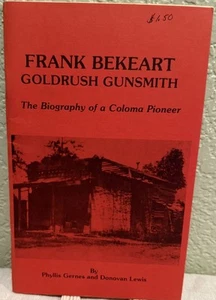 $1.50
FRANK BEKEART
GOLDRUSH GUNSMITH
The Biography of a Coloma Pioneer
By
Phyllis Gernes and Donovan Lewis